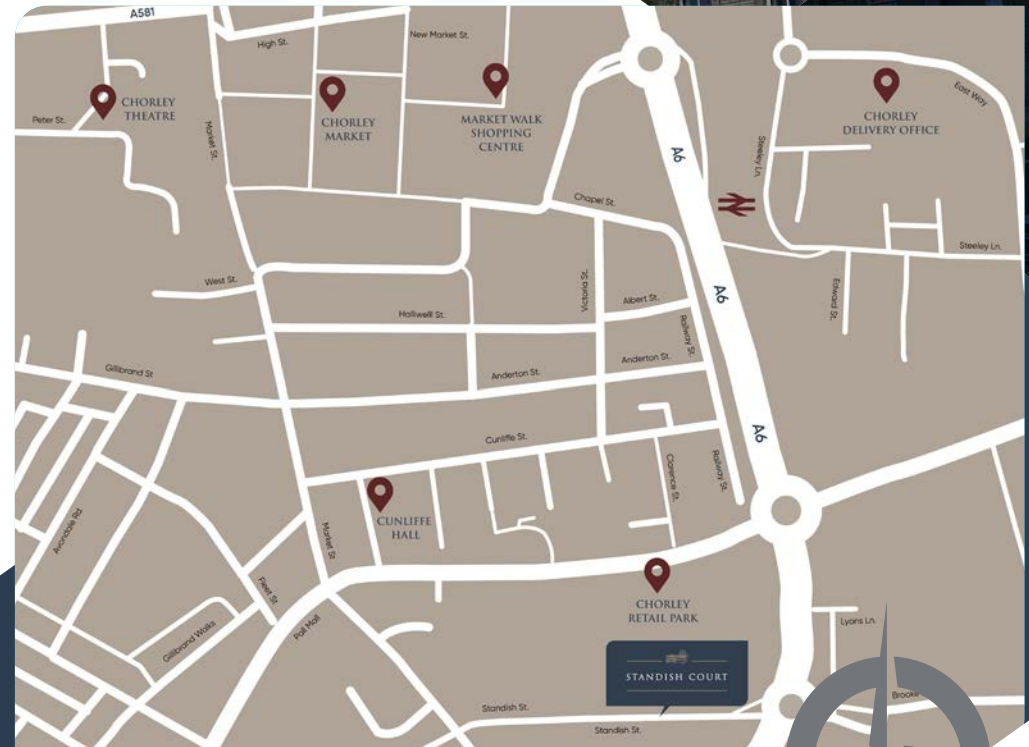 A581
High St.
New Market St.
CHORLEY
THEATRE
Peter St.
Market St.
CHORLEY
MARKET
MARKET WALK
SHOPPING
CENTRE
A6
Steeley Ln.
CHORLEY
DELIVERY OFFICE
East Way
Chapel St.
Steeley Ln.
West St.
Victoria St.
Albert St.
A6
Edward St.
Halliwell St.
Railway St.
Gillibrand St
Anderton St.
Anderton St.
Cunliffe St.
A6
Clarence St.
Railway St.
Avondale Rd
CUNLIFFE
HALL
Market St
Fleet St
Pall Mall
Gillibrand Walks
CHORLEY
RETAIL PARK
Lyons Ln.
STANDISH COURT
Standish St.
Standish St.